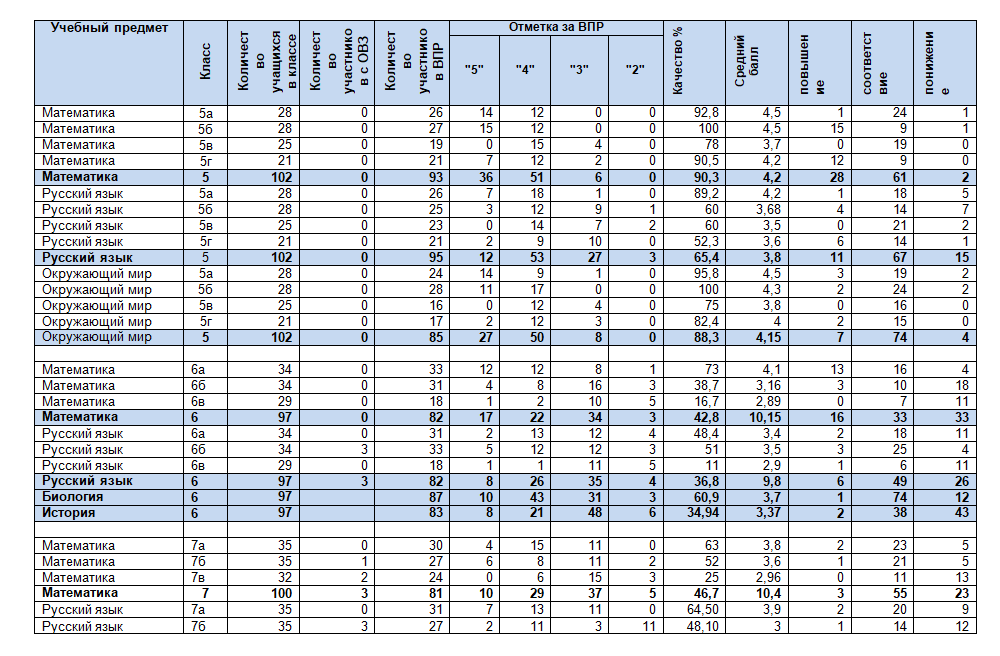 Учебный предмет Класс Количест во учащихся в классе Количест во участнико в с ОВЗ Количест во участнико в ВПР Отметка за ВПР Качество % Средний балл повышен ие соответст вие понижени е
"5" "4" "3" "2"
Математика 5а 28 0 26 14 12 0 0 92,8 4,5 1 24 1
Математика 5б 28 0 27 15 12 0 0 100 4,5 15 9 1
Математика 5в 25 0 19 0 15 4 0 78 3,7 0 19 0
Математика 5г 21 0 21 7 12 2 0 90,5 4,2 12 9 0
Математика 5 102 0 93 36 51 6 0 90,3 4,2 28 61 2
Русский язык 5а 28 0 26 7 18 1 0 89,2 4,2 1 18 5
Русский язык 5б 28 0 25 3 12 9 1 60 3,68 4 14 7
Русский язык 5в 25 0 23 0 14 7 2 60 3,5 0 21 2
Русский язык 5г 21 0 21 2 9 10 0 52,3 3,6 6 14 1
Русский язык 5 102 0 95 12 53 27 3 65,4 3,8 11 67 15
Окружающий мир 5а 28 0 24 14 9 1 0 95,8 4,5 3 19 2
Окружающий мир 5б 28 0 28 11 17 0 0 100 4,3 2 24 2
Окружающий мир 5в 25 0 16 0 12 4 0 75 3,8 0 16 0
Окружающий мир 5г 21 0 17 2 12 3 0 82,4 4 2 15 0
Окружающий мир 5 102 0 85 27 50 8 0 88,3 4,15 7 74 4
Математика 6а 34 0 33 12 12 8 1 73 4,1 13 16 4
Математика 6б 34 0 31 4 8 16 3 38,7 3,16 3 10 18
Математика 6в 29 0 18 1 2 10 5 16,7 2,89 0 7 11
Математика 6 97 0 82 17 22 34 3 42,8 10,15 16 33 33
Русский язык 6а 34 0 31 2 13 12 4 48,4 3,4 2 18 11
Русский язык 6б 34 3 33 5 12 12 3 51 3,5 3 25 4
Русский язык 6в 29 0 18 1 1 11 5 11 2,9 1 6 11
Русский язык 6 97 3 82 8 26 35 4 36,8 9,8 6 49 26
Биология 6 97 87 10 43 31 3 60,9 3,7 1 74 12
История 6 97 83 8 21 48 6 34,94 3,37 2 38 43
Математика 7а 35 0 30 4 15 11 0 63 3,8 2 23 5
Математика 7б 35 1 27 6 8 11 2 52 3,6 1 21 5
Математика 7в 32 2 24 0 6 15 3 25 2,96 0 11 13
Математика 7 100 3 81 10 29 37 5 46,7 10,4 3 55 23
Русский язык 7а 35 0 31 7 13 11 0 64,50 3,9 2 20 9
Русский язык 7б 35 3 27 2 11 3 11 48,10 3 1 14 12